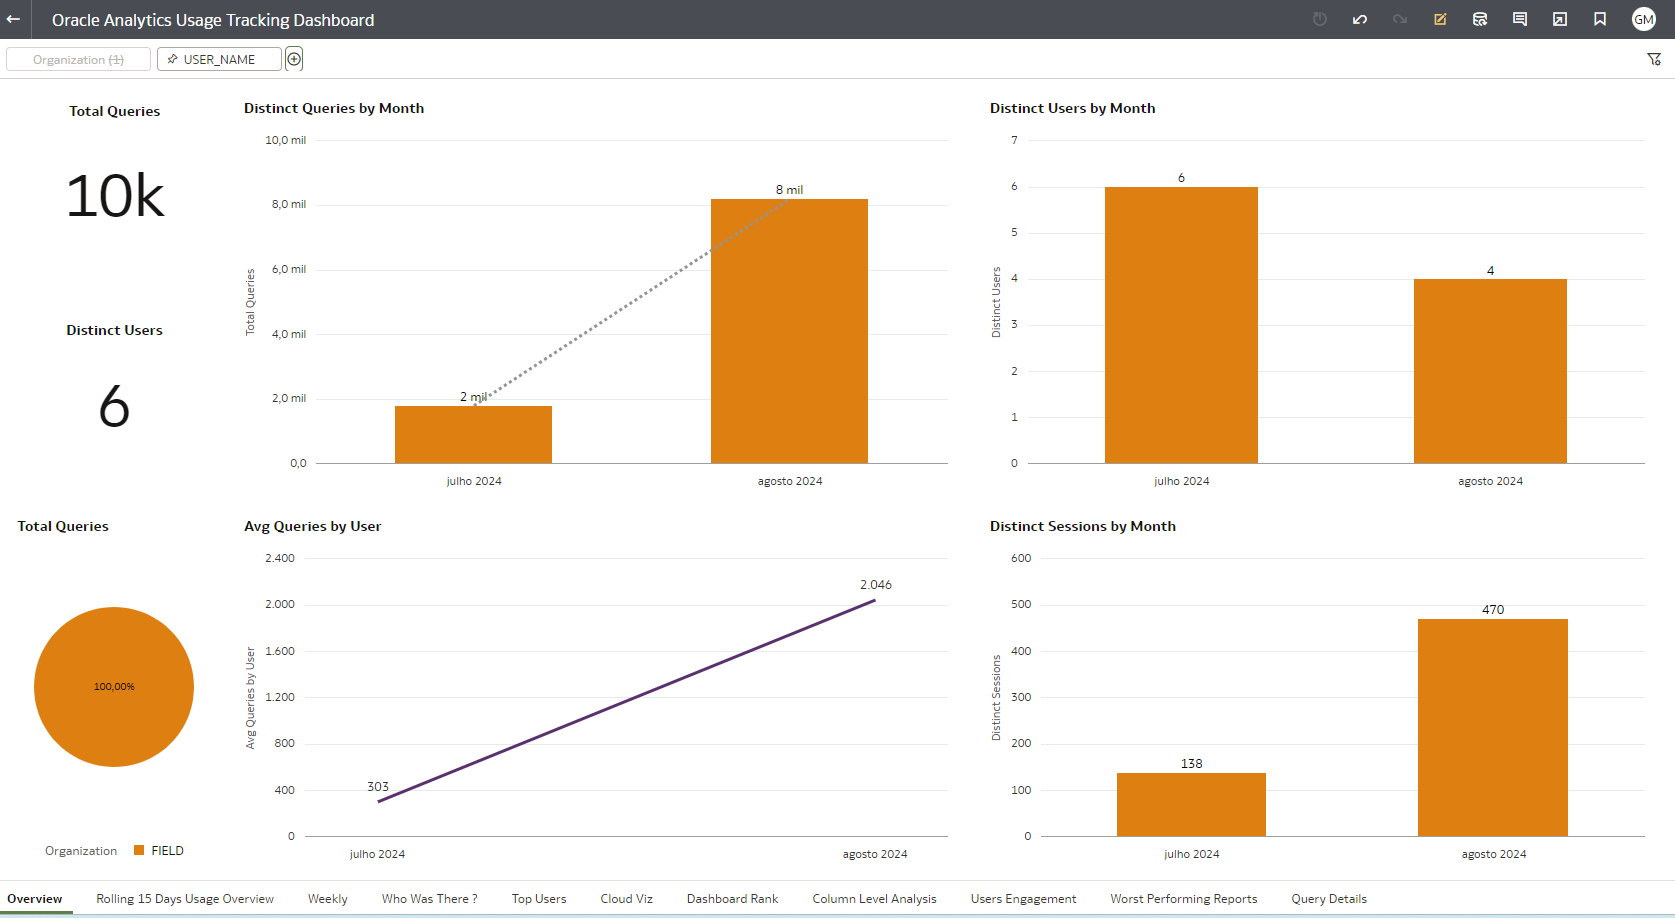 Oracle Analytics Usage Tracking Dashboard
GM
Organization (1)
USER_NAME
Total Queries
10k
Distinct Users
6
Distinct Queries by Month
Total Queries
10,0 mil
8,0 mil
6,0 mil
4,0 mil
2,0 mil
0,0
2 mil
8 mil
julho 2024
agosto 2024
Distinct Users by Month
Distinct Users
7
6
5
4
3
2
1
0
6
4
julho 2024
agosto 2024
Total Queries
100,00%
Organization
FIELD
Avg Queries by User
Avg Queries by User
2.400
2.000
1.600
1.200
800
400
0
303
2.046
julho 2024
agosto 2024
Distinct Sessions by Month
Distinct Sessions
600
500
400
300
200
100
0
138
470
julho 2024
agosto 2024
Overview
Rolling 15 Days Usage Overview
Weekly
Who Was There ?
Top Users
Cloud Viz
Dashboard Rank
Column Level Analysis
Users Engagement
Worst Performing Reports
Query Details